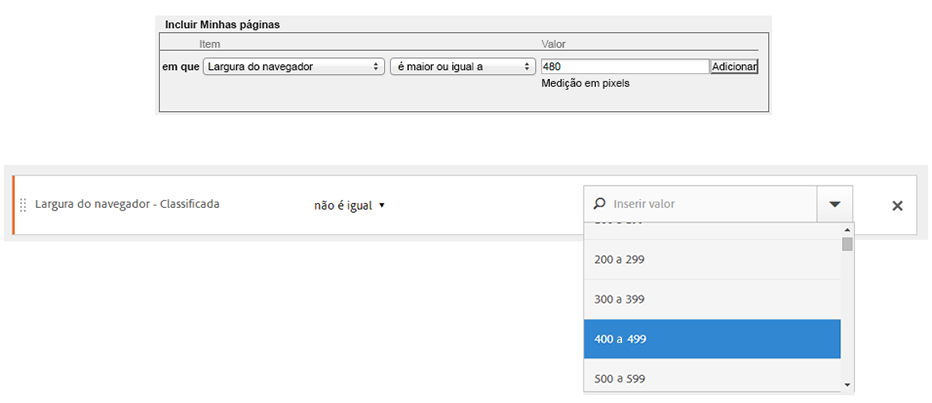 Incluir Minhas páginas
Item Valor
em que Largura do navegador é maior ou igual a 480 Adicionar
Medição em pixels
Largura do navegador - Classificada não é igual Inserir valor
200 a 299
300 a 399
400 a 499
500 a 599